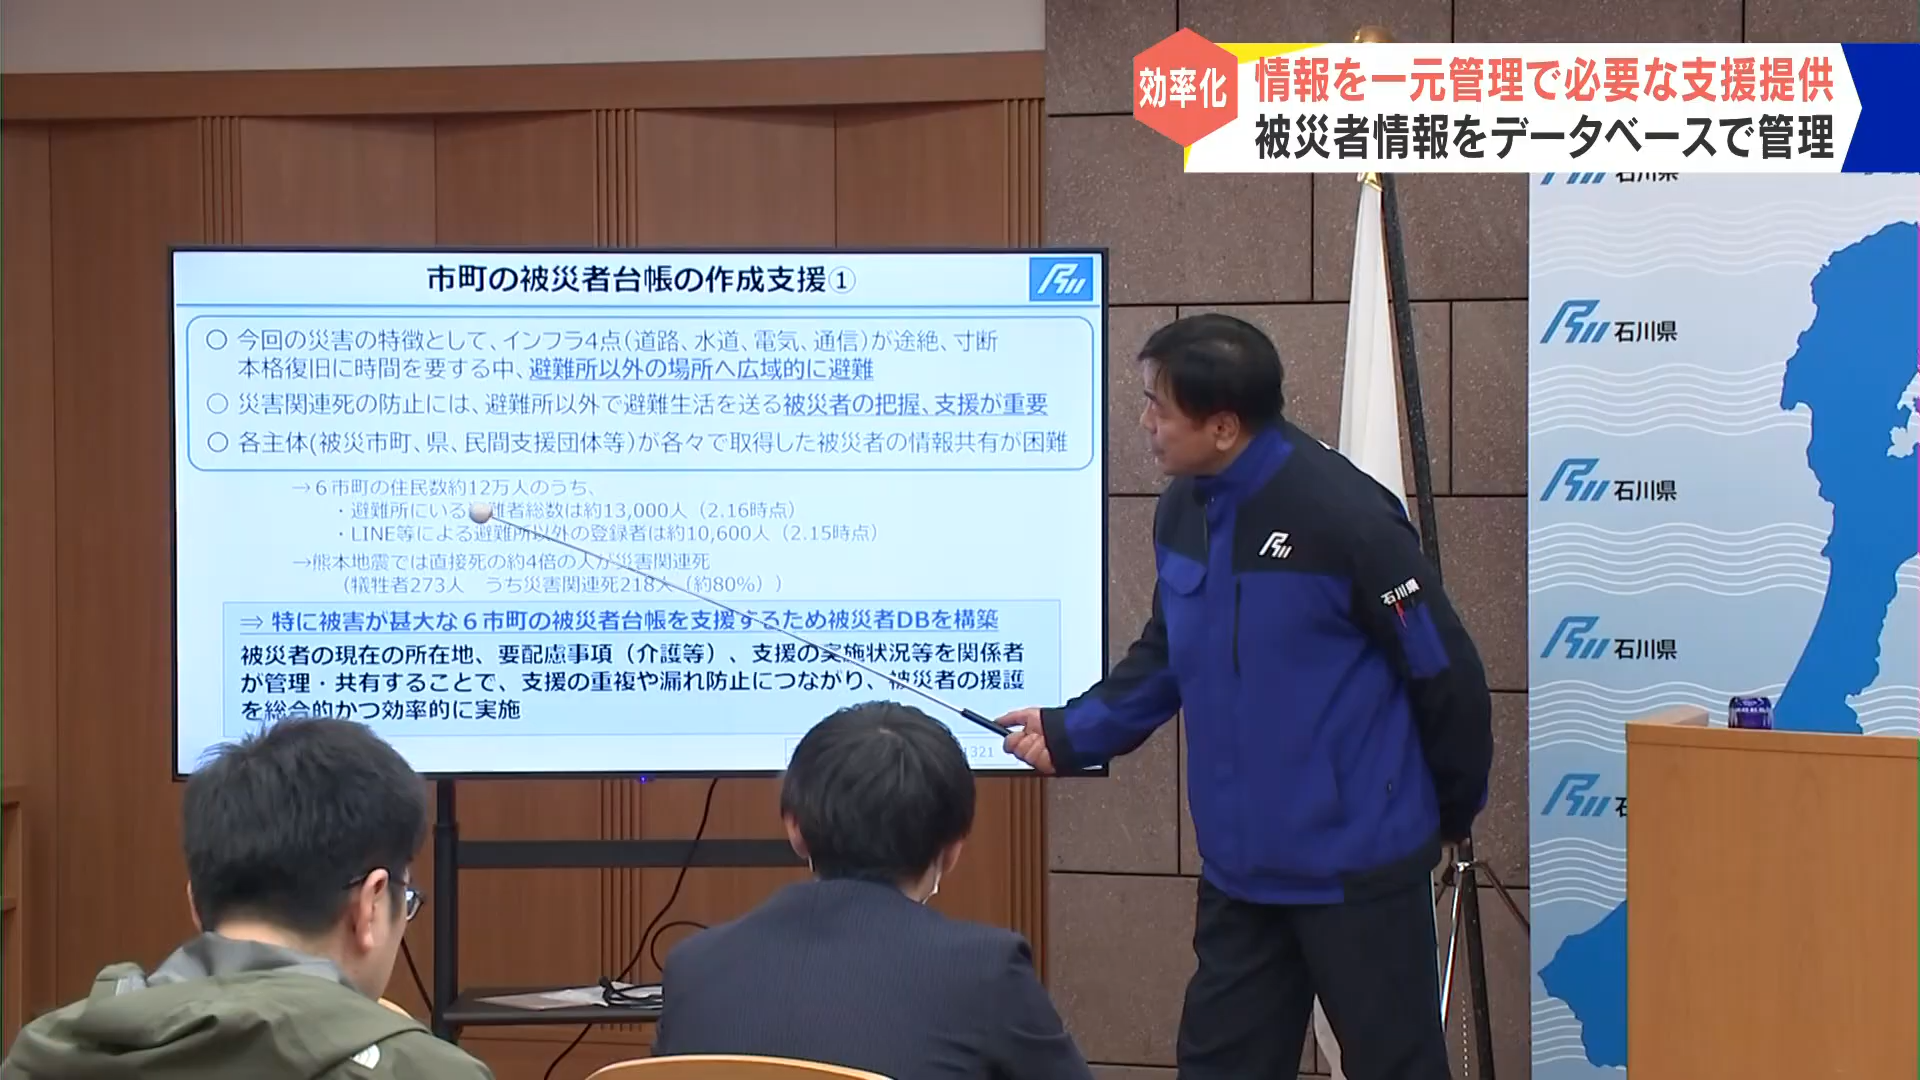 効率化
情報を一元管理で必要な支援提供
被災者情報をデータベースで管理
市町の被災者台帳の作成支援①
○ 今回の災害の特徴として、インフラ4点(道路、水道、電気、通信)が途絶、寸断
本格復旧に時間を要する中、避難所以外の場所へ広域的に避難
○ 災害関連死の防止には、避難所以外で避難生活を送る被災者の把握、支援が重要
○ 各主体(被災市町、県、民間支援団体等)が各々で取得した被災者の情報共有が困難
→６市町の住民数約12万人のうち、
・避難所にいる 難者総数は約13,000人（2.16時点）
・LINE等による避難所以外の登録者は約10,600人（2.15時点）
→熊本地震では直接死の約4倍の人が災害関連死
（犠牲者273人　うち災害関連死218人（約80%））
⇒ 特に被害が甚大な６市町の被災者台帳を支援するため被災者DBを構築
被災者の現在の所在地、要配慮事項（介護等）、支援の実施状況等を関係者
が管理・共有することで、支援の重複や漏れ防止につながり、被災者の援護
を総合的かつ効率的に実施
1321
石川県
石川県
石川県
石川県
石川県
石